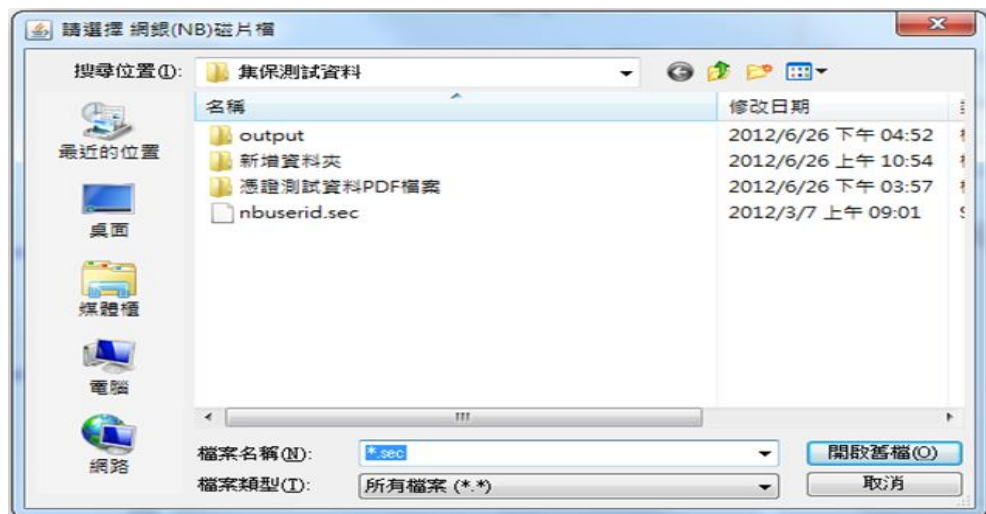 請選擇 網銀(NB)磁片檔
搜尋位置(I): 集保測試資料
名稱 修改日期
output 2012/6/26 下午 04:52
新增資料夾 2012/6/26 上午 10:54
憑證測試資料PDF檔案 2012/6/26 下午 03:57
nbuserid.sec 2012/3/7 上午 09:01
最近的位置
桌面
媒體櫃
電腦
網路
檔案名稱(N): *.sec 開啟舊檔(O)
檔案類型(T): 所有檔案 (*.*) 取消